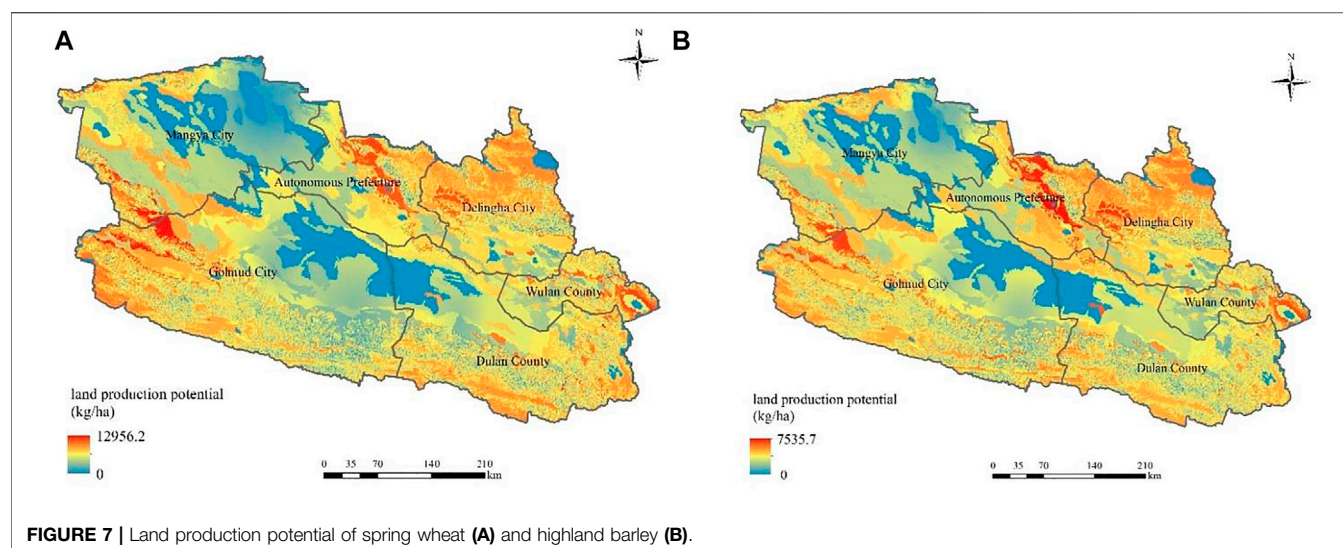 A
N
Mangya City
Autonomous Prefecture
Delingha City
Golmud City
Wulan County
Dulan County
land production potential
(kg/ha)
12956.2
0
0 35 70 140 210
km
B
N
Mangya City
Autonomous Prefecture
Delingha City
Golmud City
Wulan County
Dulan County
land production potential
(kg/ha)
7535.7
0
0 35 70 140 210
km
FIGURE 7 | Land production potential of spring wheat (A) and highland barley (B).